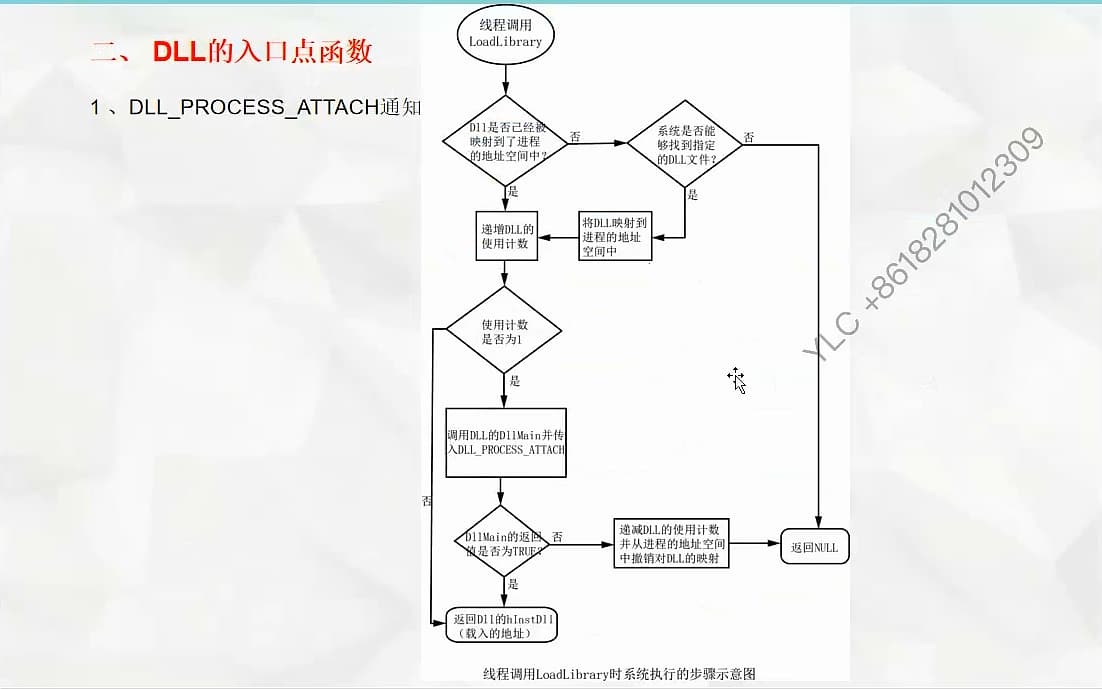 二、 DLL的入口点函数
1 、DLL_PROCESS_ATTACH通知
线程调用
LoadLibrary
Dll是否已经被
映射到了进程
的地址空间中?
否
系统是否能
够找到指定
的DLL文件?
否
是
是
递增DLL的
使用计数
将DLL映射到
进程的地址
空间中
使用计数
是否为1
是
调用DLL的DllMain并传
入DLL_PROCESS_ATTACH
否
DllMain的返回
值是否为TRUE?
否
递减DLL的使用计数
并从进程的地址空间
中撤销对DLL的映射
返回NULL
是
返回Dll的hInstDll
（载入的地址）
线程调用LoadLibrary时系统执行的步骤示意图
YLC +8618281012309